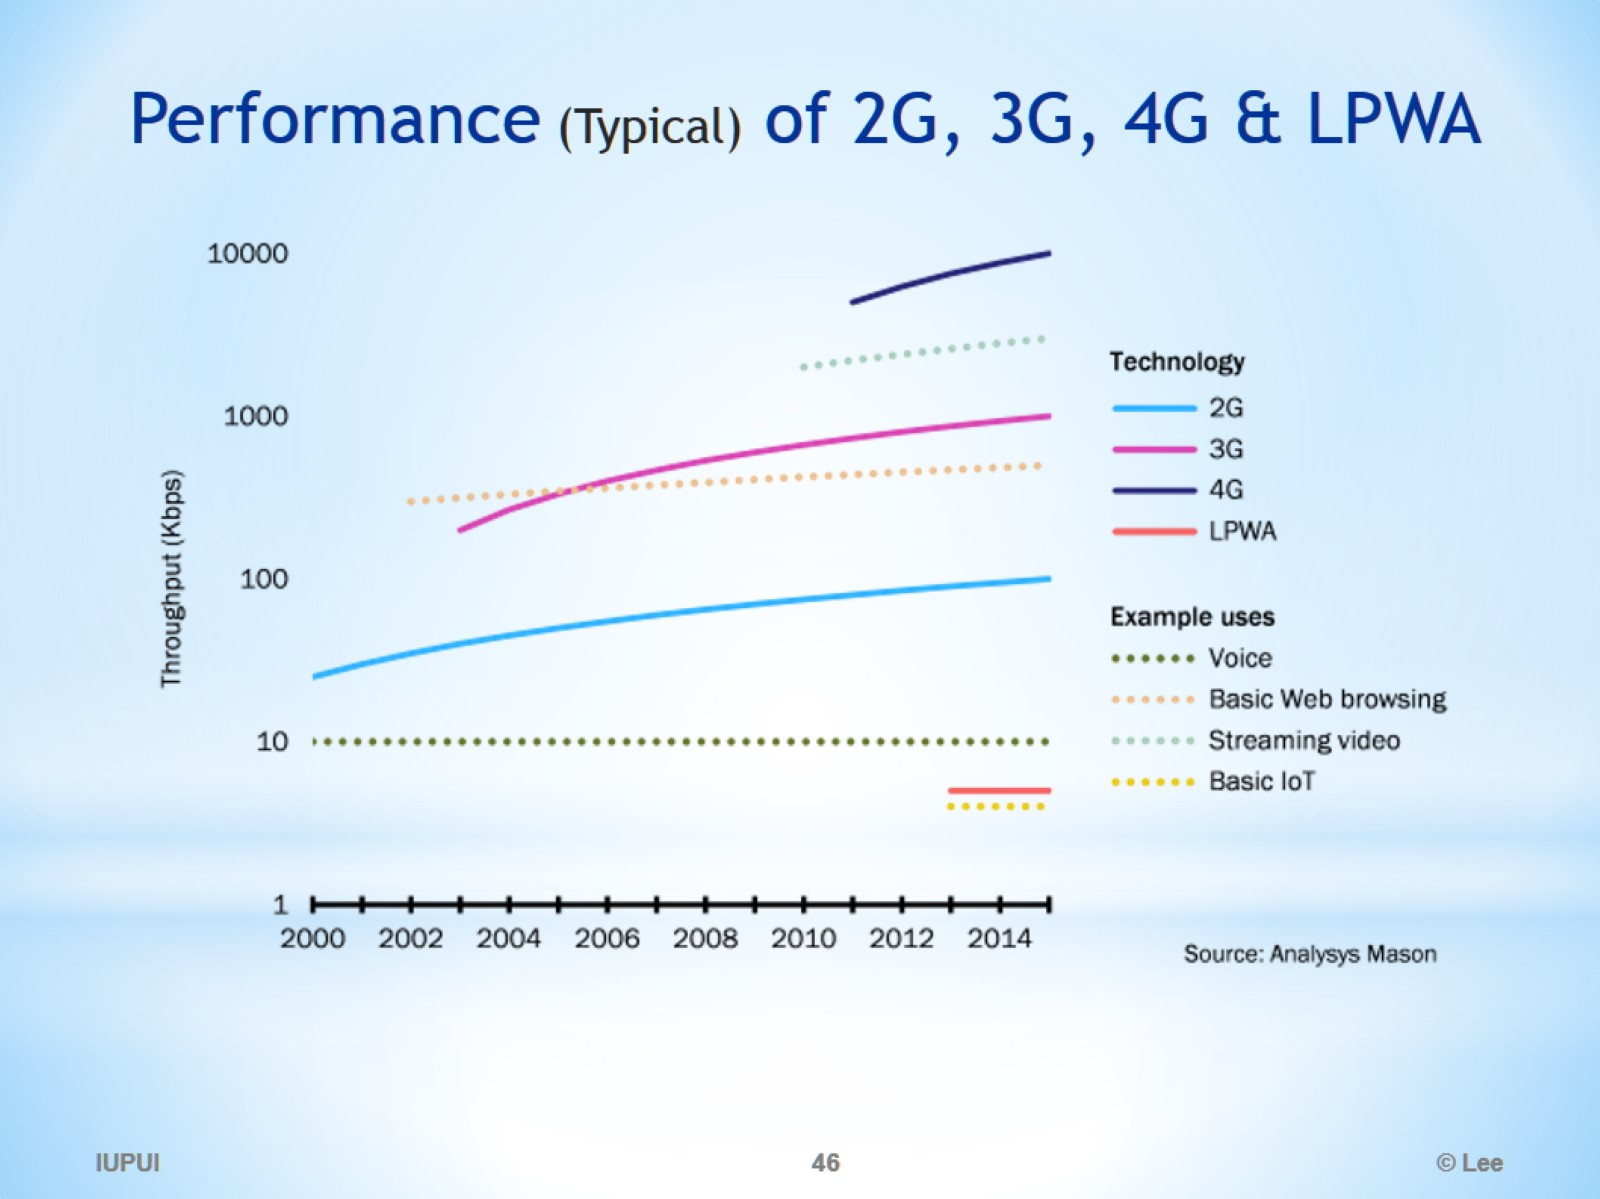 Performance (Typical) of 2G, 3G, 4G & LPWA
10000
1000
100
10
1
Throughput (Kbps)
2000 2002 2004 2006 2008 2010 2012 2014
Technology
2G
3G
4G
LPWA
Example uses
Voice
Basic Web browsing
Streaming video
Basic IoT
Source: Analysys Mason
IUPUI 46 © Lee